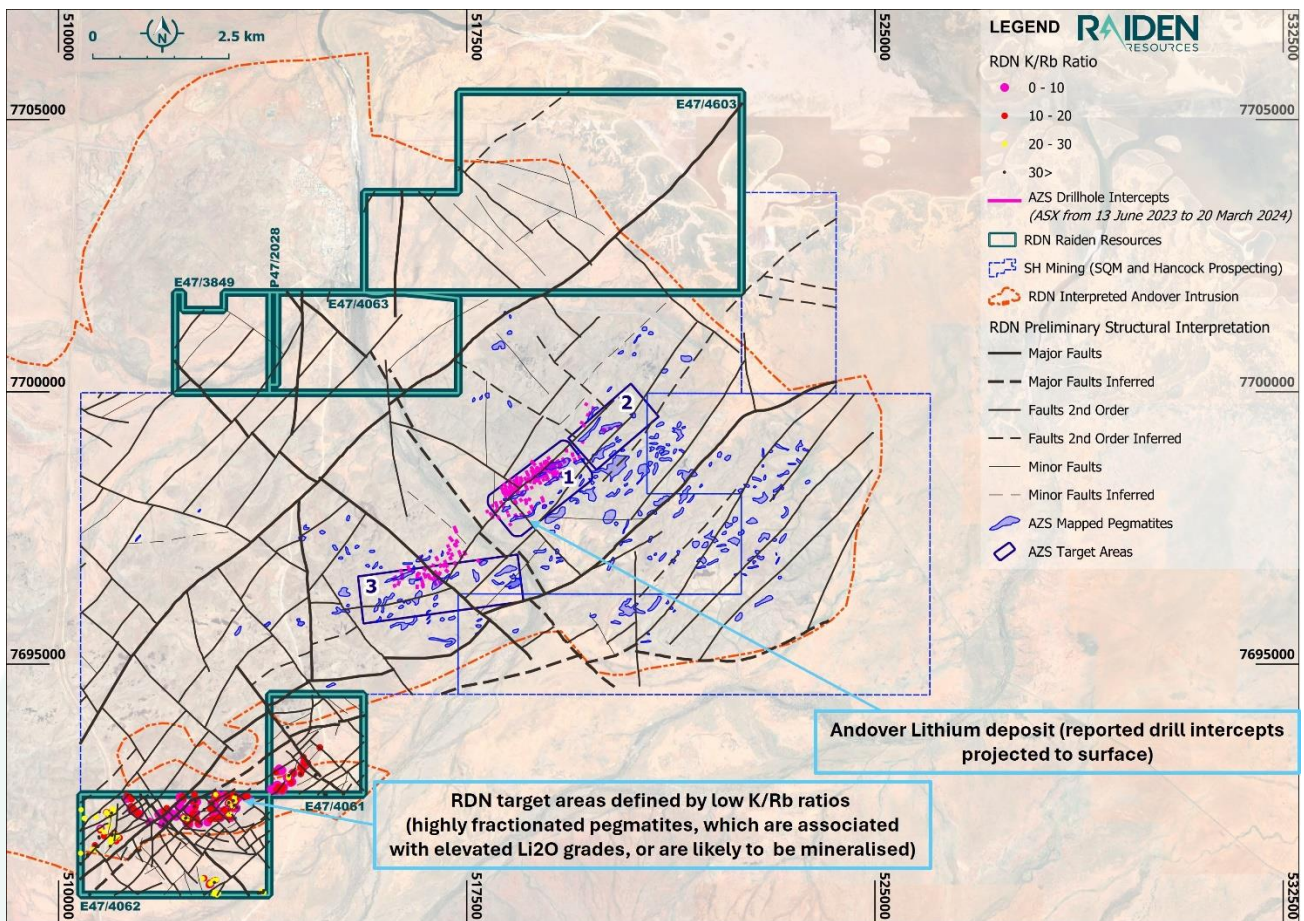 510000
517500
525000
532500
0
2.5 km
7705000
7705000
E47/4603
E47/3849
P47/2028
E47/4063
7700000
7700000
2
1
3
7695000
7695000
E47/4061
E47/4062
510000
517500
525000
532500
LEGEND
RAIDEN
RESOURCES
RDN K/Rb Ratio
0 - 10
10 - 20
20 - 30
30>
AZS Drillhole Intercepts
(ASX from 13 June 2023 to 20 March 2024)
RDN Raiden Resources
SH Mining (SQM and Hancock Prospecting)
RDN Interpreted Andover Intrusion
RDN Preliminary Structural Interpretation
Major Faults
Major Faults Inferred
Faults 2nd Order
Faults 2nd Order Inferred
Minor Faults
Minor Faults Inferred
AZS Mapped Pegmatites
AZS Target Areas
Andover Lithium deposit (reported drill intercepts
projected to surface)
RDN target areas defined by low K/Rb ratios
(highly fractionated pegmatites, which are associated
with elevated Li2O grades, or are likely to be mineralised)